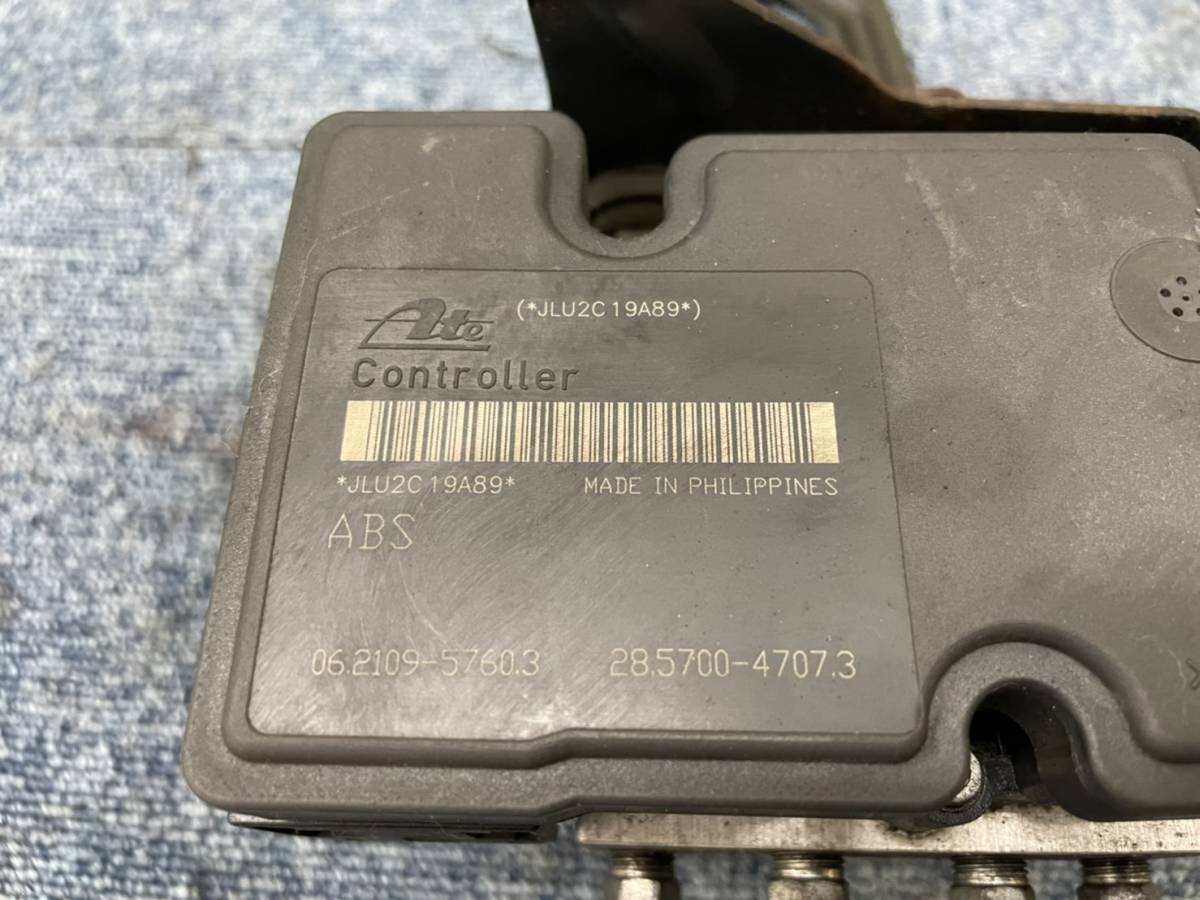 Ate (*JLU2C19A89*)
Controller
*JLU2C19A89* MADE IN PHILIPPINES
ABS
06.2109-5760.3 28.5700-4707.3